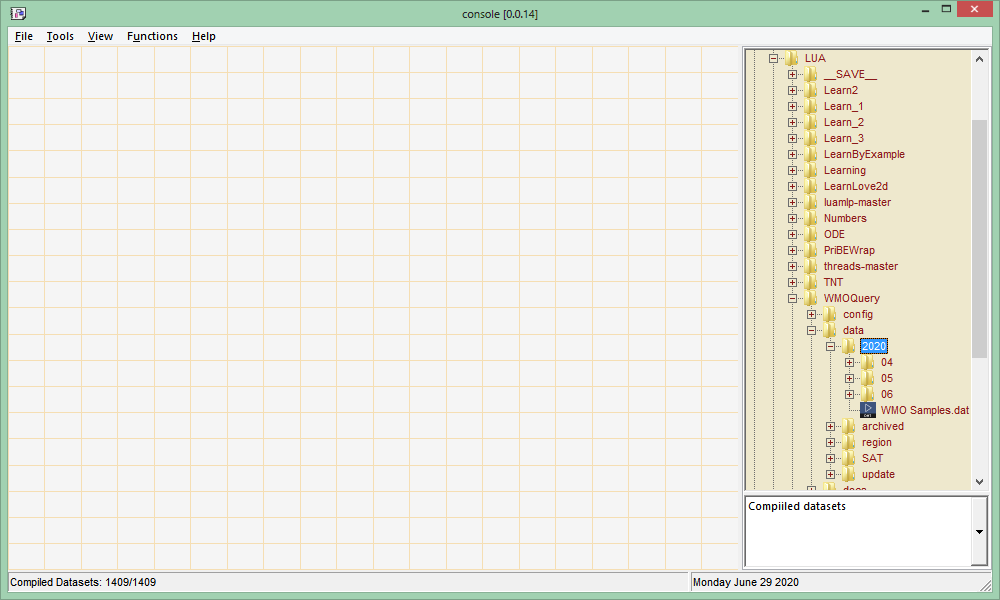 console [0.0.14]
File Tools View Functions Help
LUA
__SAVE__
Learn2
Learn_1
Learn_2
Learn_3
LearnByExample
Learning
LearnLove2d
luamlp-master
Numbers
ODE
PriBEWrap
threads-master
TNT
WMOQuery
config
data
2020
04
05
06
WMO Samples.dat
archived
region
SAT
update
Compiiled datasets
Compiled Datasets: 1409/1409
Monday June 29 2020